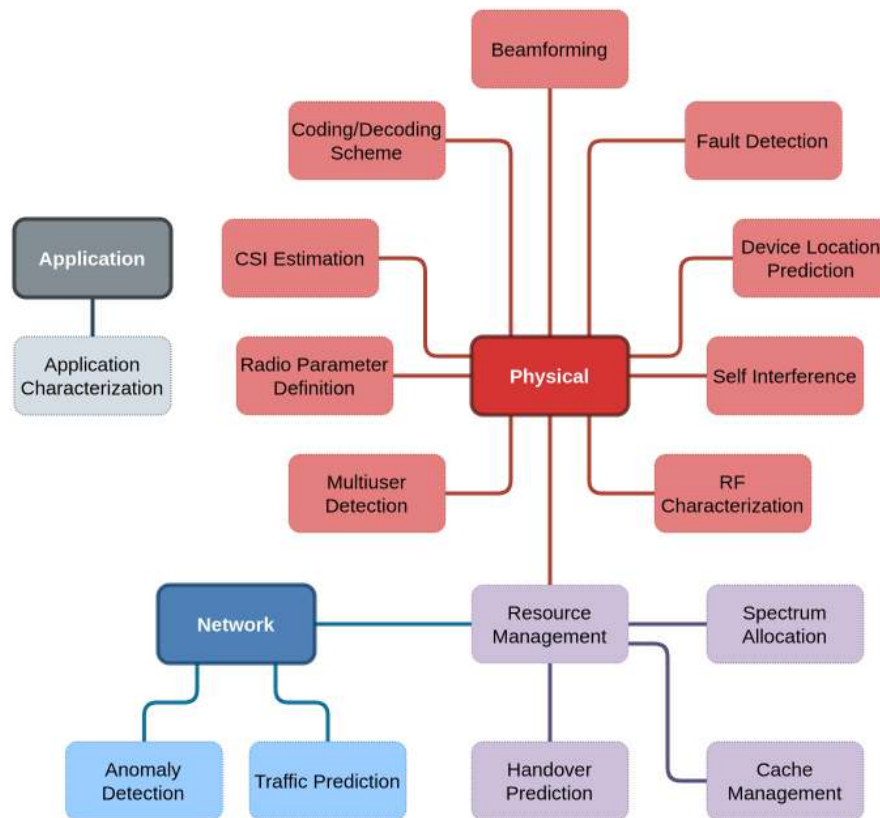 Beamforming
Coding/Decoding
Scheme
Fault Detection
Application
CSI Estimation
Device Location
Prediction
Application
Characterization
Radio Parameter
Definition
Physical
Self Interference
Multiuser
Detection
RF
Characterization
Network
Resource
Management
Spectrum
Allocation
Anomaly
Detection
Traffic Prediction
Handover
Prediction
Cache
Management